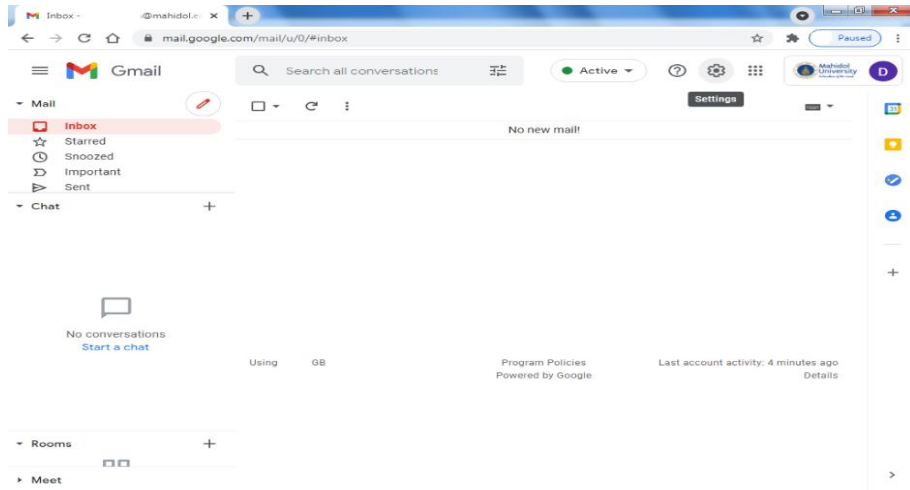 Inbox - @mahidol.e
mail.google.com/mail/u/0/#inbox
Paused
Gmail
Search all conversations
Active
Mahidol
University
D
Settings
Mail
Inbox
Starred
Snoozed
Important
Sent
No new mail!
Chat
No conversations
Start a chat
Using GB
Program Policies
Powered by Google
Last account activity: 4 minutes ago
Details
Rooms
Meet